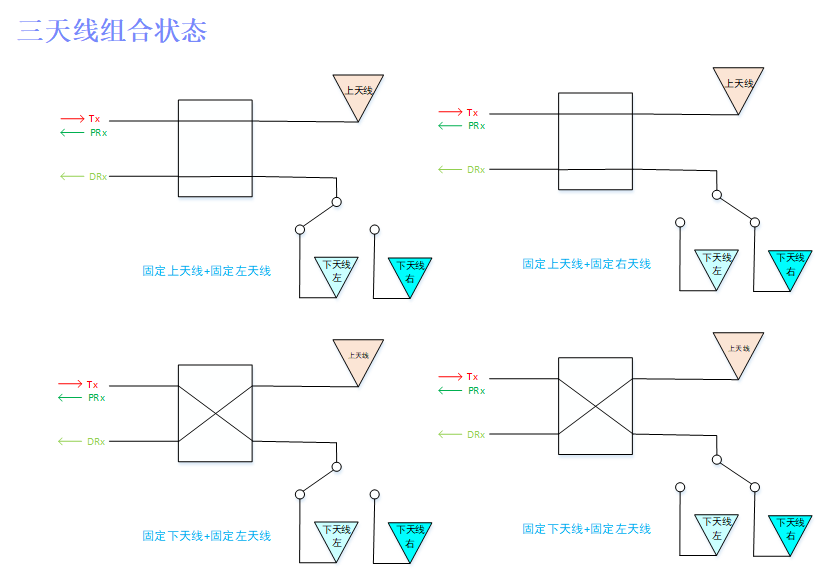 三天线组合状态
上天线
Tx
PRx
DRx
下天线
左
下天线
右
固定上天线+固定左天线
上天线
Tx
PRx
DRx
下天线
左
下天线
右
固定上天线+固定右天线
上天线
Tx
PRx
DRx
下天线
左
下天线
右
固定下天线+固定左天线
上天线
Tx
PRx
DRx
下天线
左
下天线
右
固定下天线+固定左天线